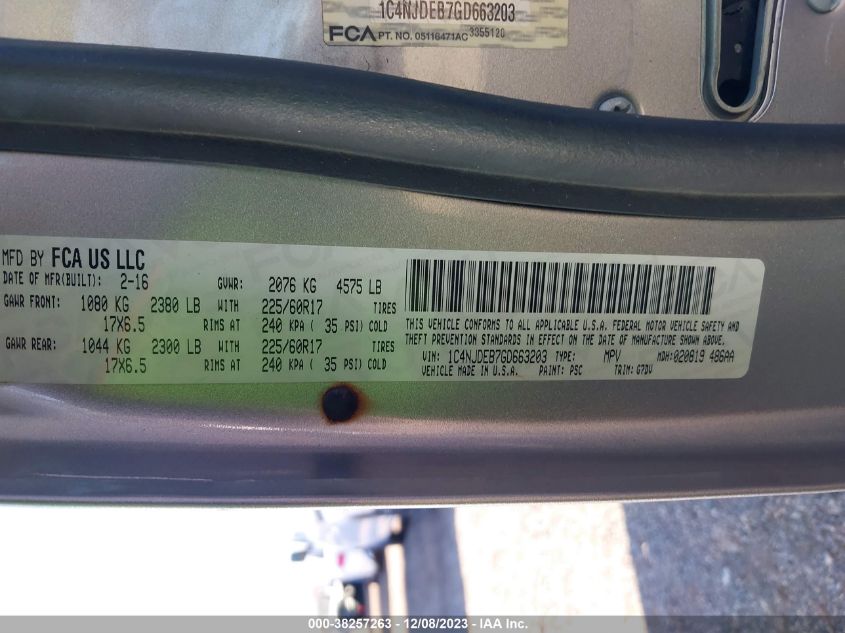 1C4NJDEB7GD663203
FCA PT. NO. 05116471AC 3355120
MFD BY FCA US LLC
DATE OF MFR(BUILT): 2-16 GVWR: 2076 KG 4575 LB
GAWR FRONT: 1080 KG 2380 LB WITH 225/60R17 TIRES
17X6.5 RIMS AT 240 KPA ( 35 PSI) COLD
GAWR REAR: 1044 KG 2300 LB WITH 225/60R17 TIRES
17X6.5 RIMS AT 240 KPA ( 35 PSI) COLD
THIS VEHICLE CONFORMS TO ALL APPLICABLE U.S.A. FEDERAL MOTOR VEHICLE SAFETY AND
THEFT PREVENTION STANDARDS IN EFFECT ON THE DATE OF MANUFACTURE SHOWN ABOVE.
VIN: 1C4NJDEB7GD663203 TYPE: MPV MDH:020819 486AA
VEHICLE MADE IN U.S.A. PAINT: PSC TRIM: G7DV
000-38257263 - 12/08/2023 - IAAI.COM